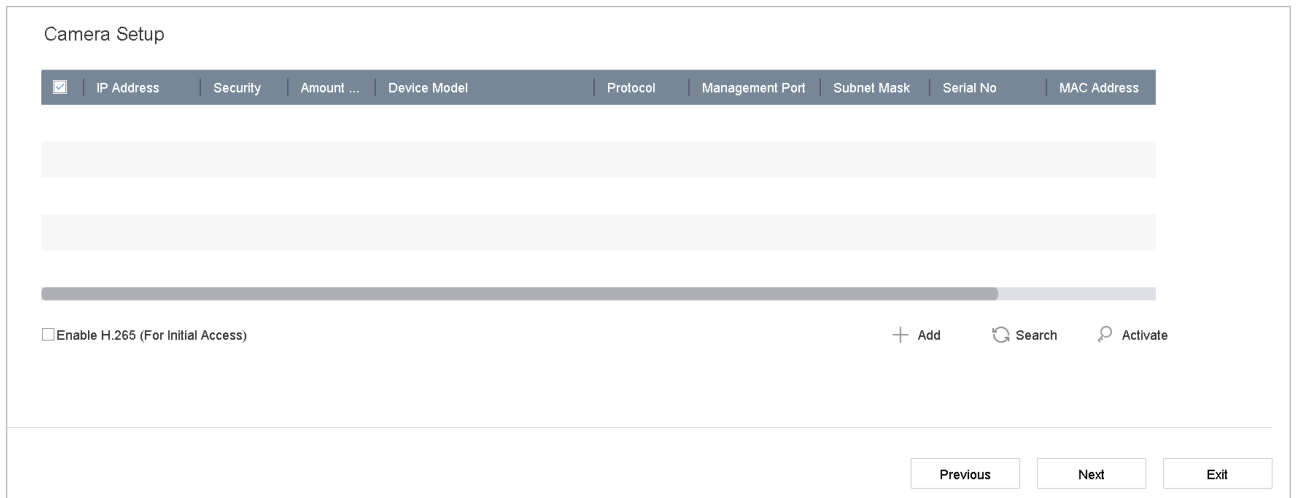 Camera Setup
IP Address Security Amount ... Device Model Protocol Management Port Subnet Mask Serial No MAC Address
Enable H.265 (For Initial Access) Add Search Activate
Previous Next Exit